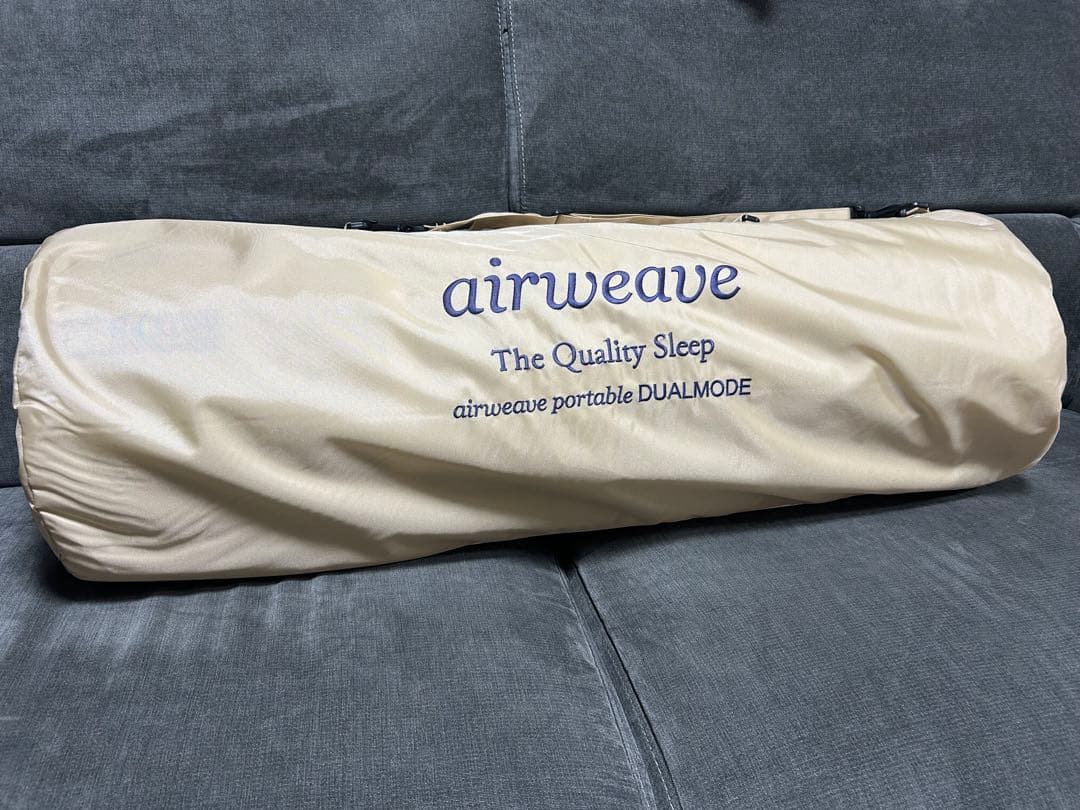 airweave
The Quality Sleep
airweave portable DUALMODE